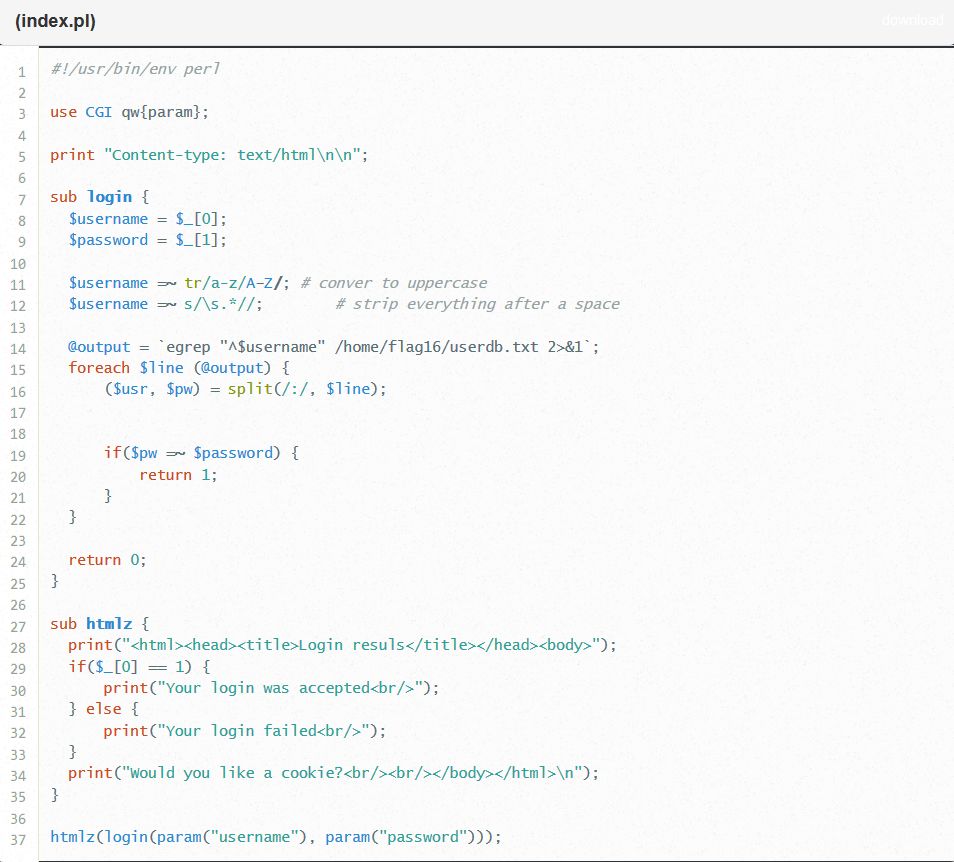 (index.pl)
download
1 #!/usr/bin/env perl
2
3 use CGI qw{param};
4
5 print "Content-type: text/html\n\n";
6
7 sub login {
8 $username = $_[0];
9 $password = $_[1];
10
11 $username =~ tr/a-z/A-Z/; # conver to uppercase
12 $username =~ s/\s.*//; # strip everything after a space
13
14 @output = `egrep "^$username" /home/flag16/userdb.txt 2>&1`;
15 foreach $line (@output) {
16 ($usr, $pw) = split(/:/, $line);
17
18
19 if($pw =~ $password) {
20 return 1;
21 }
22 }
23
24 return 0;
25 }
26
27 sub htmlz {
28 print("<html><head><title>Login resuls</title></head><body>");
29 if($_[0] == 1) {
30 print("Your login was accepted<br/>");
31 } else {
32 print("Your login failed<br/>");
33 }
34 print("Would you like a cookie?<br/><br/></body></html>\n");
35 }
36
37 htmlz(login(param("username"), param("password")));